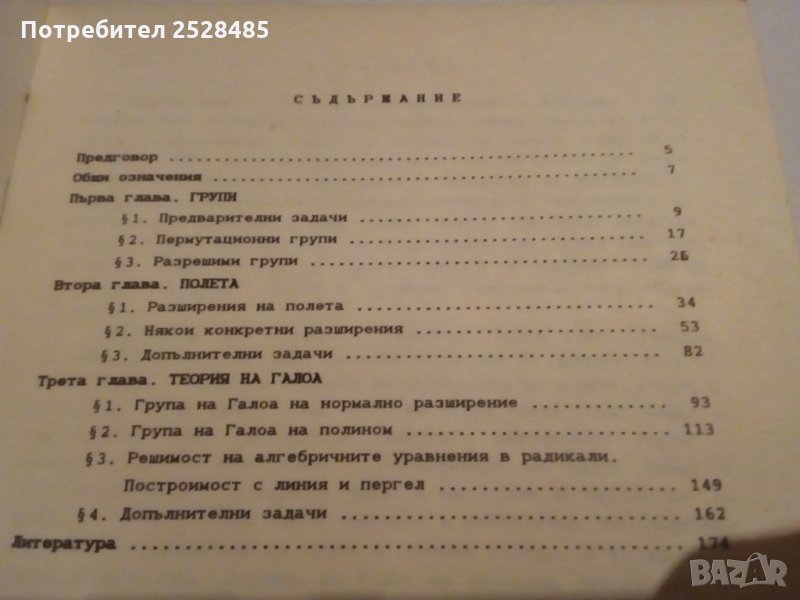 Потребител 2528485
СЪДЪРЖАНИЕ
Предговор ........ 5
Общи означения ........ 7
Първа глава. ГРУПИ
§1. Предварителни задачи ........ 9
§2. Пермутационни групи ........ 17
§3. Разрешими групи ........ 26
Втора глава. ПОЛЕТА
§1. Разширения на полета ........ 34
§2. Някои конкретни разширения ........ 53
§3. Допълнителни задачи ........ 82
Трета глава. ТЕОРИЯ НА ГАЛОА
§1. Група на Галоа на нормално разширение ........ 93
§2. Група на Галоа на полином ........ 113
§3. Решимост на алгебричните уравнения в радикали.
Построимост с линия и пергел ........ 149
§4. Допълнителни задачи ........ 162
Литература ........ 174
BAZAR